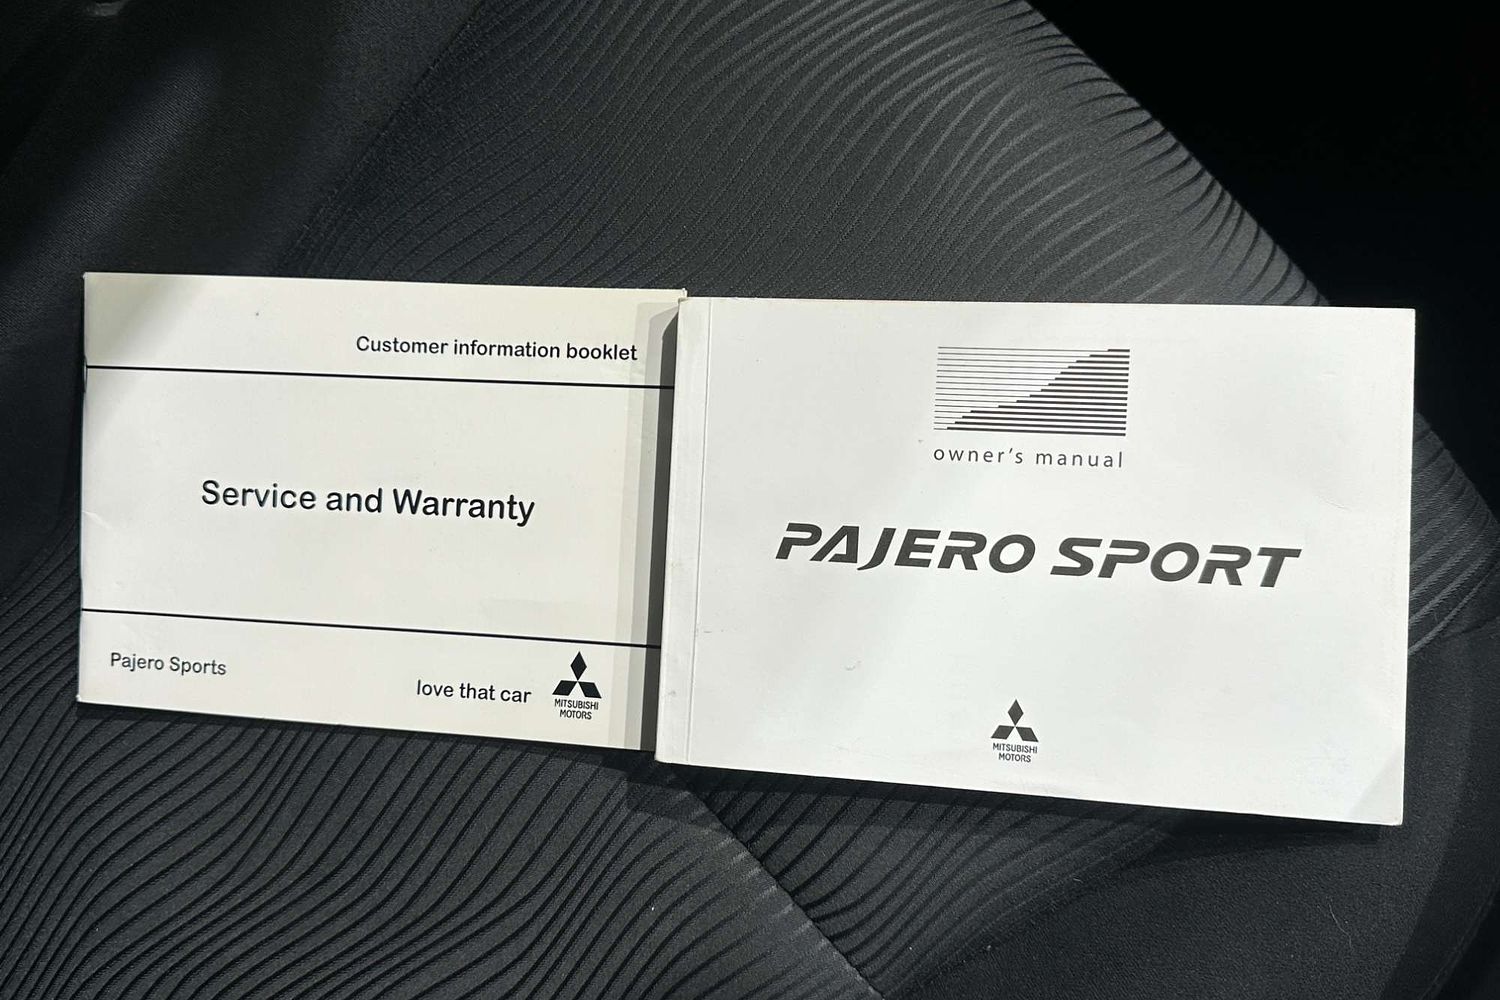 Customer information booklet
Service and Warranty
Pajero Sports
love that car
MITSUBISHI
MOTORS
owner's manual
PAJERO SPORT
MITSUBISHI
MOTORS